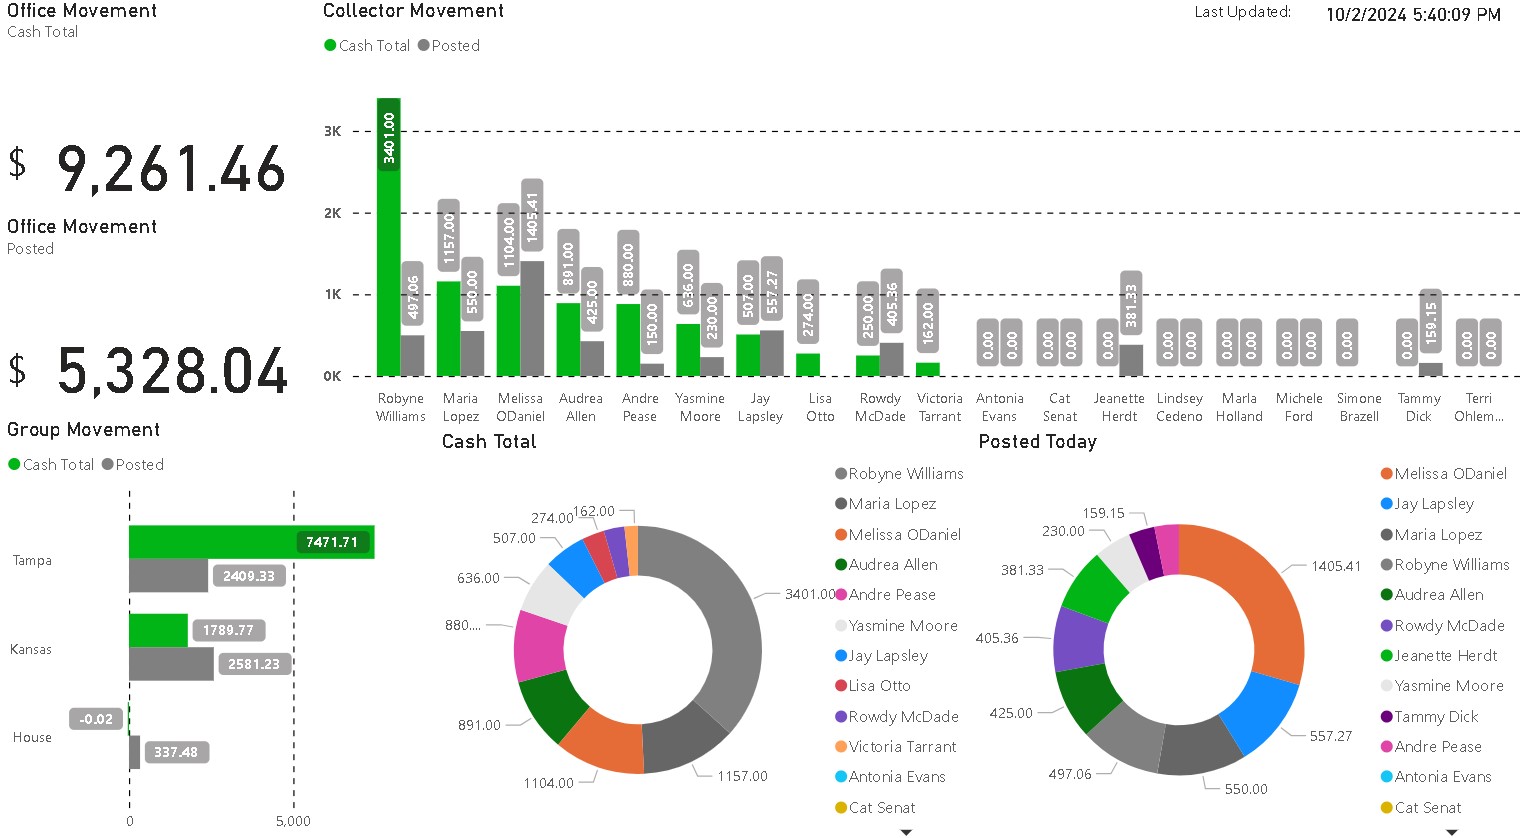 Office Movement
Cash Total
$ 9,261.46
Office Movement
Posted
$ 5,328.04
Collector Movement
Cash Total Posted
Last Updated: 10/2/2024 5:40:09 PM
3K
2K
1K
0K
3401.00
497.06
1157.00
550.00
1104.00
1405.41
891.00
425.00
880.00
150.00
636.00
230.00
507.00
557.27
274.00
250.00
405.36
162.00
0.00
0.00
0.00
0.00
0.00
381.33
0.00
0.00
0.00
0.00
0.00
0.00
0.00
0.00
159.15
0.00
0.00
Robyne Williams
Maria Lopez
Melissa ODaniel
Audrea Allen
Andre Pease
Yasmine Moore
Jay Lapsley
Lisa Otto
Rowdy McDade
Victoria Tarrant
Antonia Evans
Cat Senat
Jeanette Herdt
Lindsey Cedeno
Marla Holland
Michele Ford
Simone Brazell
Tammy Dick
Terri Ohlem...
Group Movement
Cash Total Posted
Tampa
7471.71
2409.33
Kansas
1789.77
2581.23
House
-0.02
337.48
0
5,000
Cash Total
3401.00
1157.00
1104.00
891.00
880....
636.00
507.00
274.00
162.00
Robyne Williams
Maria Lopez
Melissa ODaniel
Audrea Allen
Andre Pease
Yasmine Moore
Jay Lapsley
Lisa Otto
Rowdy McDade
Victoria Tarrant
Antonia Evans
Cat Senat
Posted Today
1405.41
557.27
550.00
497.06
425.00
405.36
381.33
230.00
159.15
Melissa ODaniel
Jay Lapsley
Maria Lopez
Robyne Williams
Audrea Allen
Rowdy McDade
Jeanette Herdt
Yasmine Moore
Tammy Dick
Andre Pease
Antonia Evans
Cat Senat